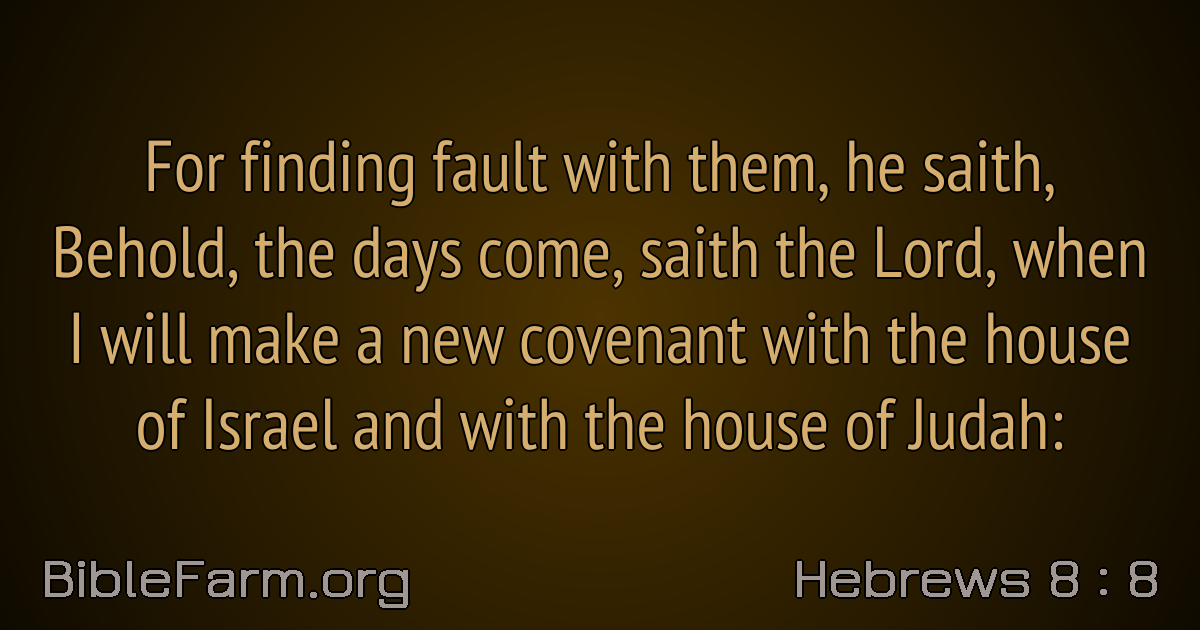 For finding fault with them, he saith,
Behold, the days come, saith the Lord, when
I will make a new covenant with the house
of Israel and with the house of Judah:
BibleFarm.org
Hebrews 8 : 8